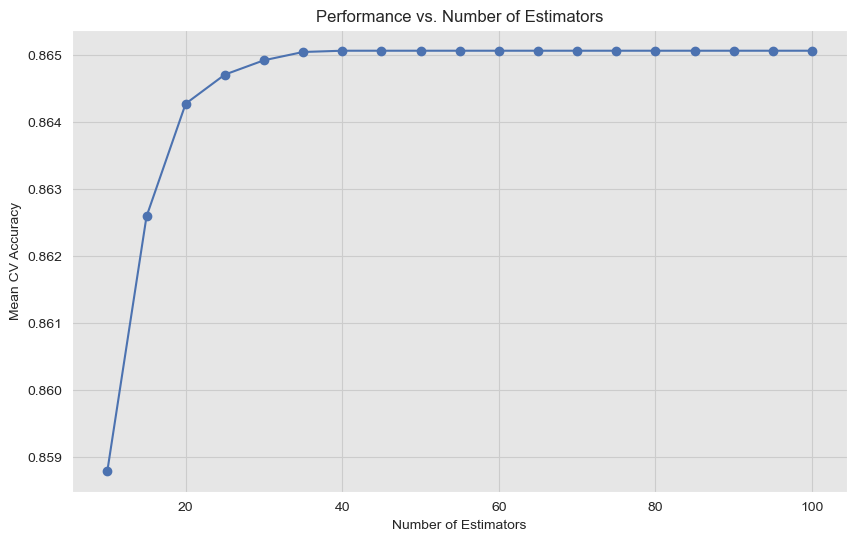 Performance vs. Number of Estimators
0.865
0.864
0.863
0.862
0.861
0.860
0.859
Mean CV Accuracy
20 40 60 80 100
Number of Estimators